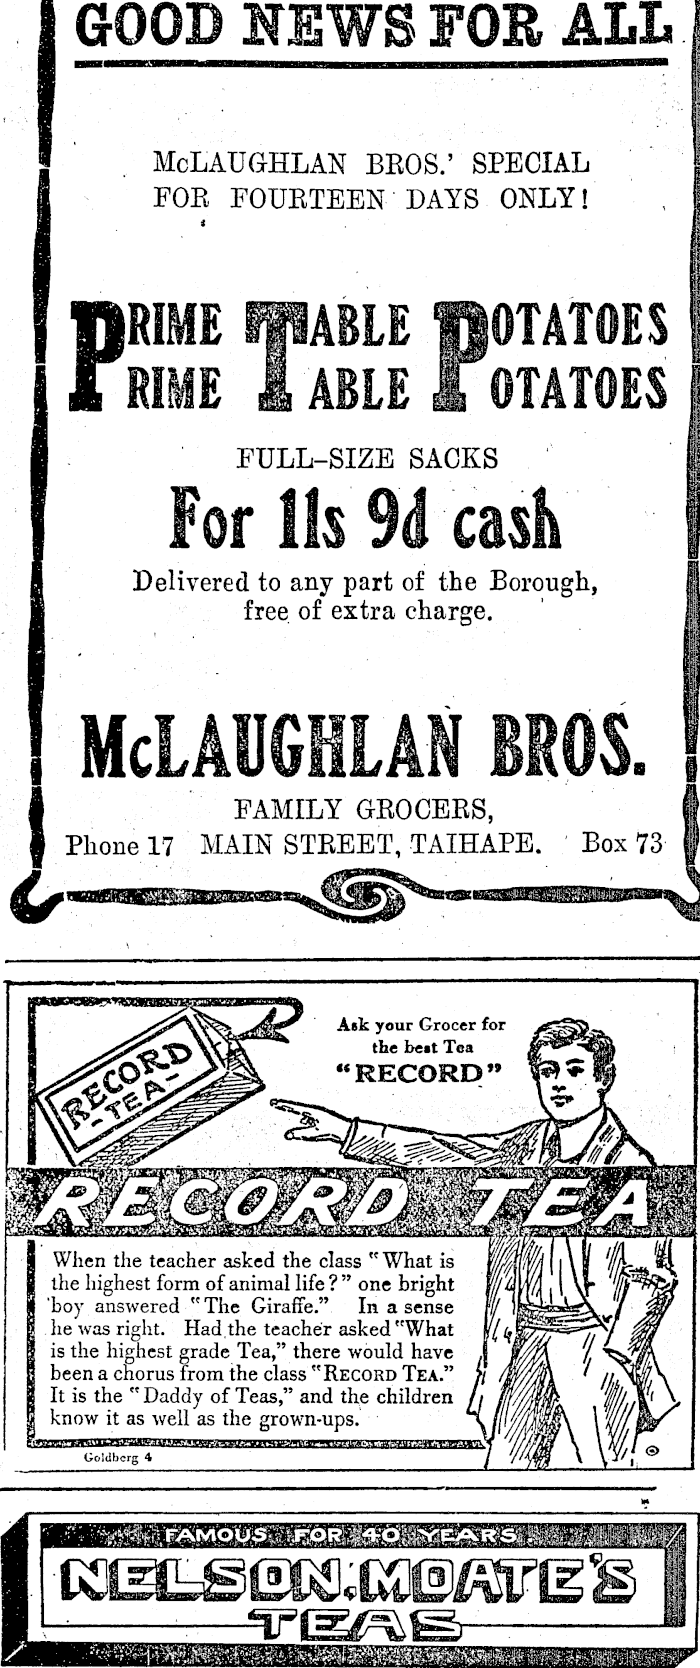 GOOD NEWS FOR ALL
McLAUGHLAN BROS.' SPECIAL
FOR FOURTEEN DAYS ONLY!
PRIME TABLE POTATOES
PRIME TABLE POTATOES
FULL-SIZE SACKS
For 11s 9d cash
Delivered to any part of the Borough,
free of extra charge.
McLAUGHLAN BROS.
FAMILY GROCERS,
Phone 17 MAIN STREET, TAIHAPE. Box 73
RECORD
-TEA-
Ask your Grocer for
the best Tea
"RECORD"
RECORD TEA
When the teacher asked the class "What is
the highest form of animal life?" one bright
boy answered "The Giraffe." In a sense
he was right. Had the teacher asked "What
is the highest grade Tea," there would have
been a chorus from the class "RECORD TEA."
It is the "Daddy of Teas," and the children
know it as well as the grown-ups.
Goldberg 4
FAMOUS FOR 40 YEARS
NELSON, MOATE'S
TEAS